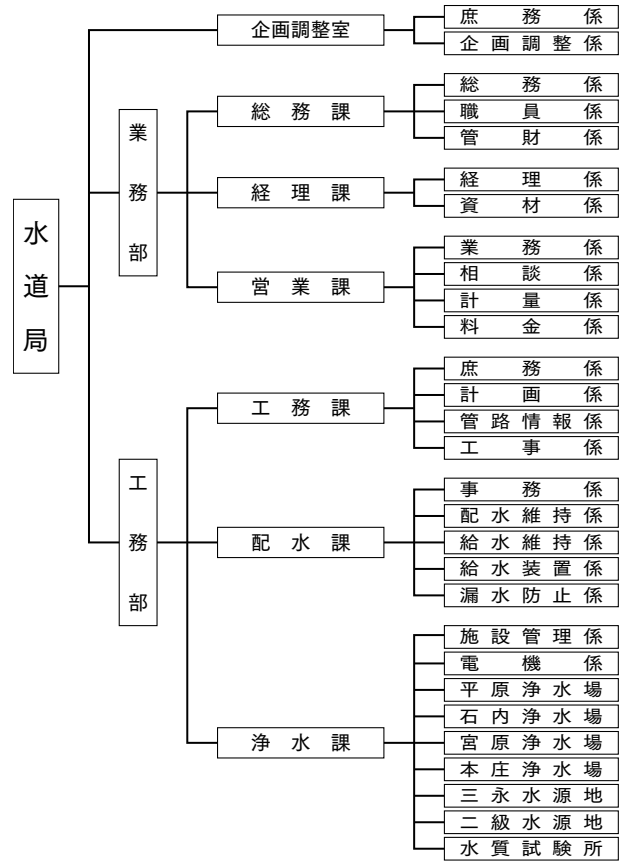 水道局
企画調整室
庶務係
企画調整係
業務部
総務課
総務係
職員係
管財係
経理課
経理係
資材係
営業課
業務係
相談係
計量係
料金係
工務部
工務課
庶務係
計画係
管路情報係
工事係
配水課
事務係
配水維持係
給水維持係
給水装置係
漏水防止係
浄水課
施設管理係
電機係
平原浄水場
石内浄水場
宮原浄水場
本庄浄水場
三永水源地
二級水源地
水質試験所